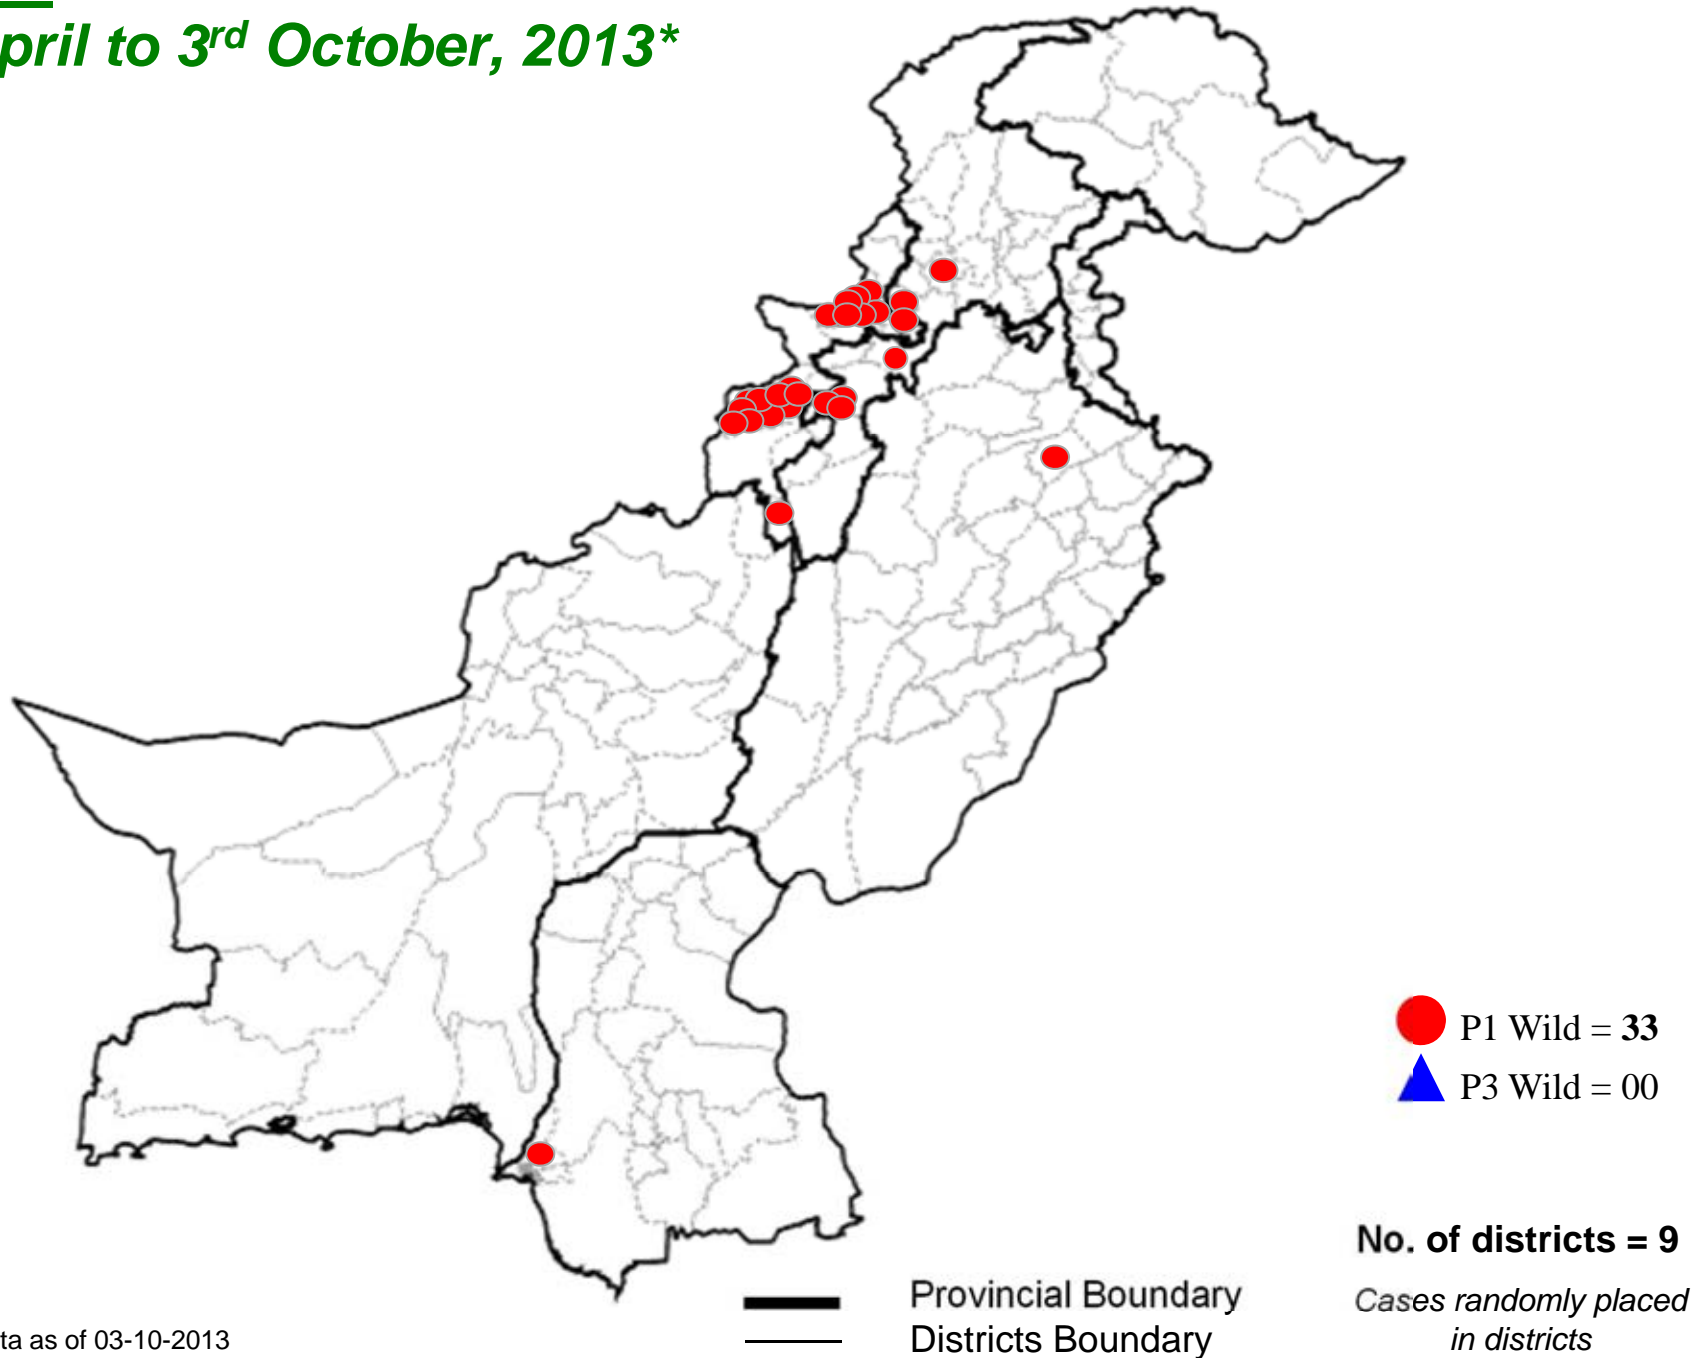 pril to 3rd October, 2013*
P1 Wild = 33
P3 Wild = 00
No. of districts = 9
Cases randomly placed
in districts
Provincial Boundary
Districts Boundary
ta as of 03-10-2013